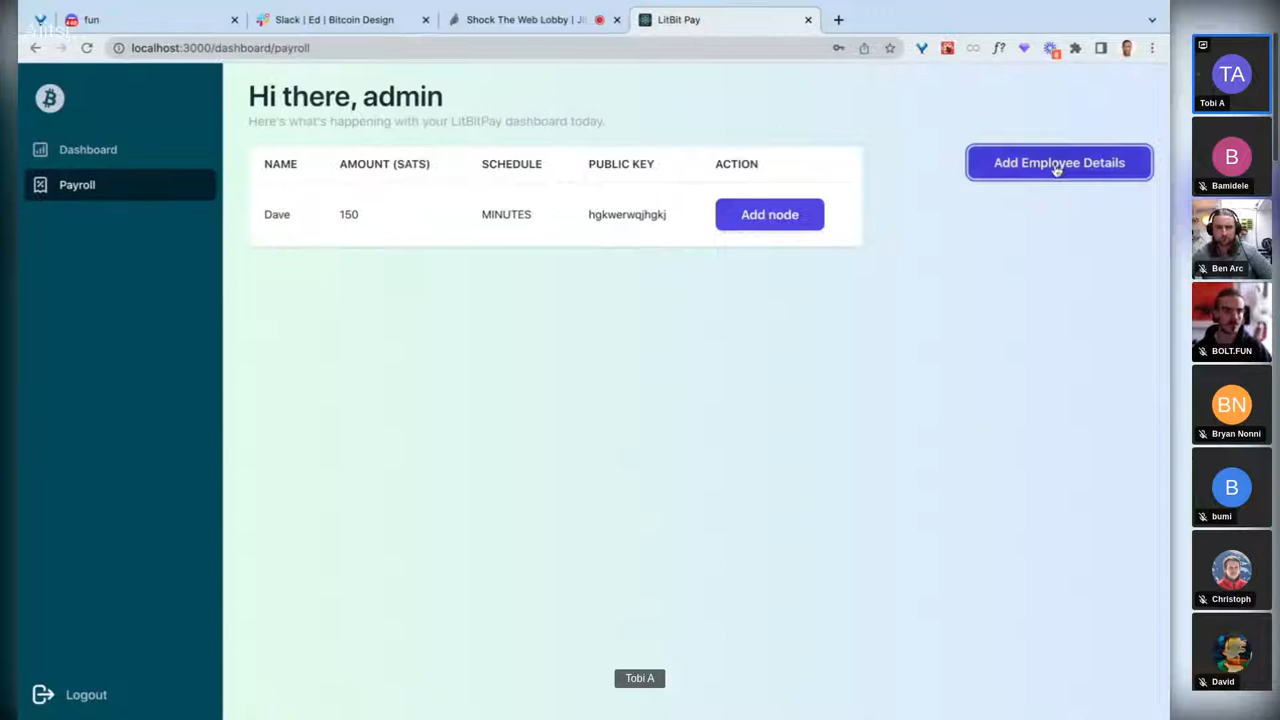 fun
Slack | Ed | Bitcoin Design
Shock The Web Lobby | Jit
LitBit Pay
localhost:3000/dashboard/payroll
Hi there, admin
Here's what's happening with your LitBitPay dashboard today.
Dashboard
Payroll
NAME AMOUNT (SATS) SCHEDULE PUBLIC KEY ACTION
Dave 150 MINUTES hgkwerwqjhgkj Add node
Add Employee Details
Logout
Tobi A
TA
Tobi A
B
Bamidele
Ben Arc
BOLT.FUN
BN
Bryan Nonni
B
bumi
Christoph
David